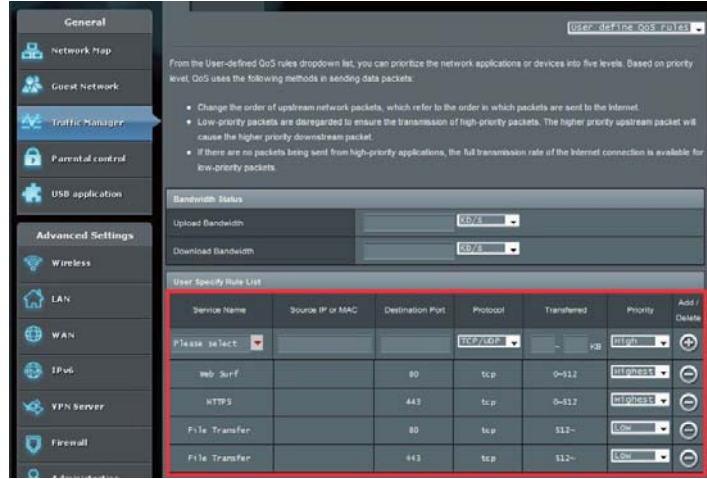 General
Network Map
Guest Network
Traffic Manager
Parental control
USB application
Advanced Settings
Wireless
LAN
WAN
IPv6
VPN Server
Firewall
User define QoS rules
From the User-defined QoS rules dropdown list, you can prioritize the network applications or devices into five levels. Based on priority
level, QoS uses the following methods in sending data packets:
• Change the order of upstream network packets, which refer to the order in which packets are sent to the Internet.
• Low-priority packets are disregarded to ensure the transmission of high-priority packets. The higher priority upstream packet will
cause the higher priority downstream packet.
• If there are no packets being sent from high-priority applications, the full transmission rate of the Internet connection is available for
low-priority packets.
Bandwidth Status
Upload Bandwidth KB/s
Download Bandwidth KB/s
User Specify Rule List
Service Name Source IP or MAC Destination Port Protocol Transferred Priority Add / Delete
Please select TCP/UDP ~ KB High
Web Surf 80 tcp 0~512 Highest
HTTPS 443 tcp 0~512 Highest
File Transfer 80 tcp 512~ Low
File Transfer 443 tcp 512~ Low